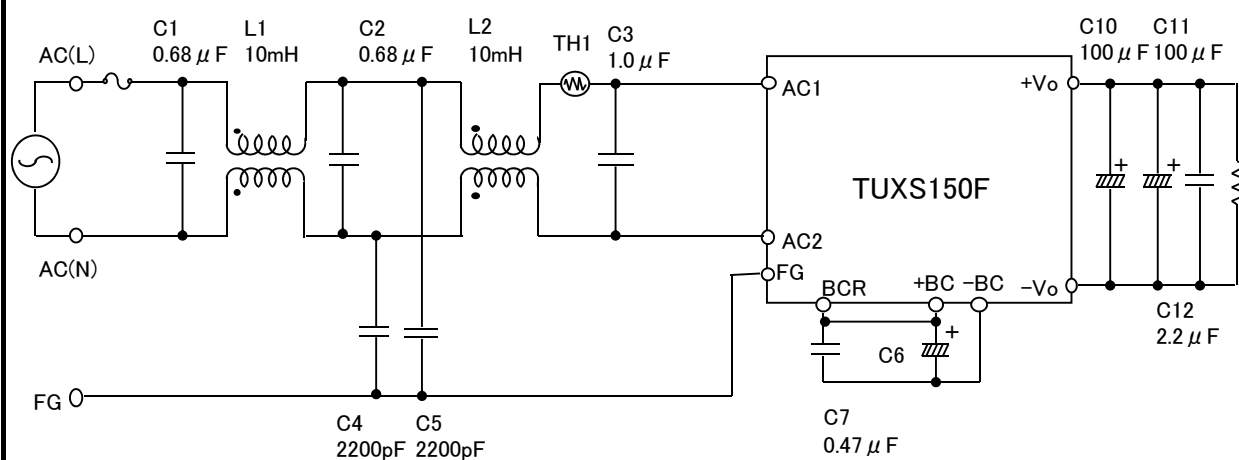 C1
0.68μF
L1
10mH
C2
0.68μF
L2
10mH
TH1
C3
1.0μF
C10
100μF
C11
100μF
AC(L)
AC1
+Vo
TUXS150F
AC2
AC(N)
FG
BCR
+BC
-BC
-Vo
+
+
+
C6
C12
2.2μF
FG
C4
2200pF
C5
2200pF
C7
0.47μF